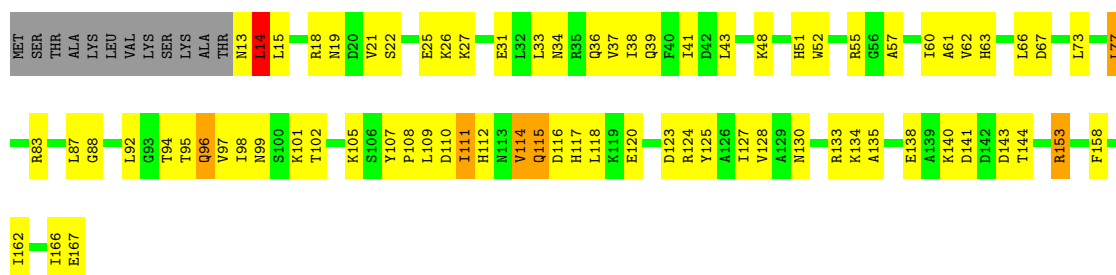 MET SER THR ALA LYS LEU VAL LYS SER LYS ALA THR N13 L14 L15 R18 N19 D20 V21 S22 E25 K26 K27 E31 L32 L33 N34 R35 Q36 V37 I38 Q39 F40 I41 D42 L43 K48 H51 W52 R55 G56 A57 I60 A61 V62 H63 L66 D67 L73 L77
R83 L87 G88 L92 G93 T94 T95 Q96 V97 I98 N99 S100 K101 T102 K105 S106 Y107 P108 L109 D110 I111 H112 N113 V114 Q115 D116 H117 L118 K119 E120 D123 R124 Y125 A126 I127 V128 A129 N130 R133 K134 A135 E138 A139 K140 D141 D142 D143 T144 R153 F158
I162 I166 E167